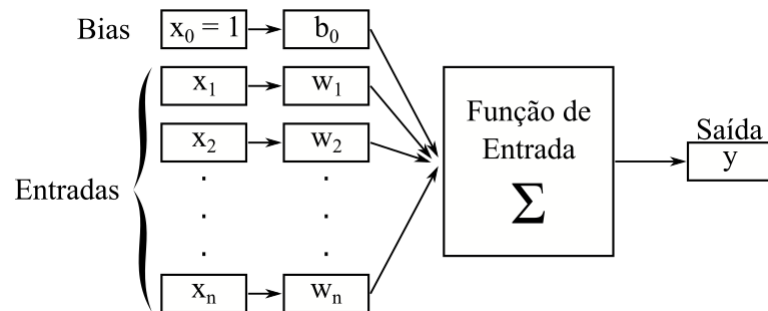 Bias x₀ = 1 b₀
x₁ w₁
x₂ w₂
Entradas
. .
. .
. .
xₙ wₙ
Função de
Entrada
Σ
Saída
y